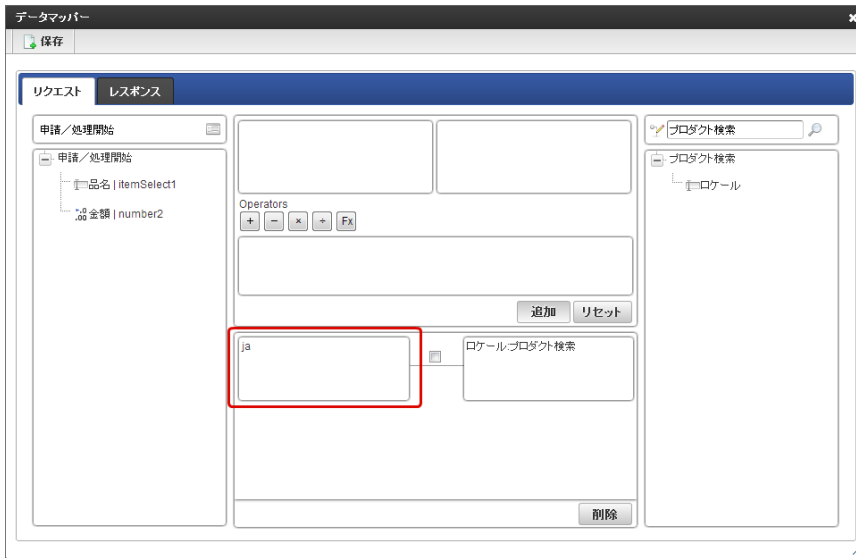 データマッパー
保存
リクエスト
レスポンス
申請／処理開始
申請／処理開始
品名 | itemSelect1
金額 | number2
Operators
+ − × ÷ Fx
追加
リセット
ja
ロケール:プロダクト検索
削除
プロダクト検索
プロダクト検索
ロケール